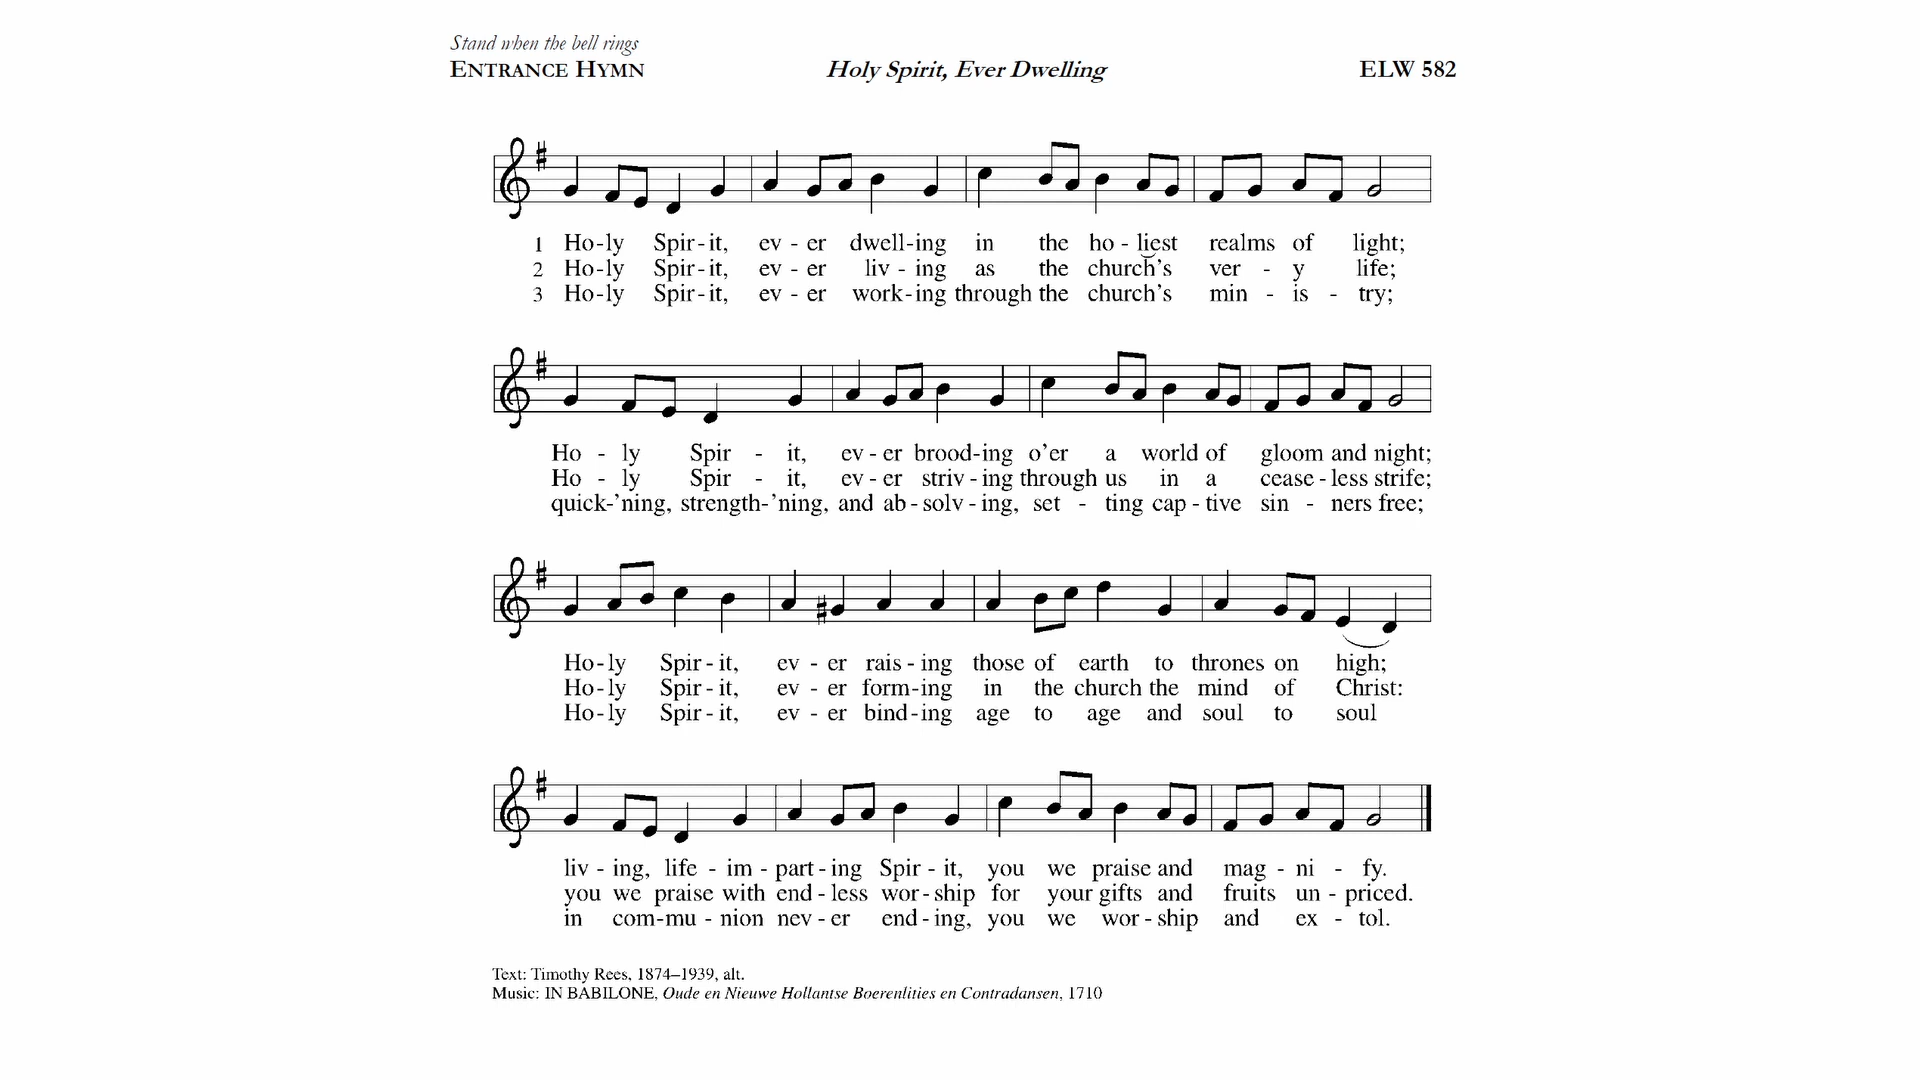 Stand when the bell rings
ENTRANCE HYMN Holy Spirit, Ever Dwelling ELW 582
1 Ho-ly Spir-it, ev-er dwell-ing in the ho-liest realms of light;
2 Ho-ly Spir-it, ev-er liv-ing as the church's ver-y life;
3 Ho-ly Spir-it, ev-er work-ing through the church's min-is-try;
Ho-ly Spir-it, ev-er brood-ing o'er a world of gloom and night;
Ho-ly Spir-it, ev-er striv-ing through us in a cease-less strife;
quick-'ning, strength-'ning, and ab-solv-ing, set-ting cap-tive sin-ners free;
Ho-ly Spir-it, ev-er rais-ing those of earth to thrones on high;
Ho-ly Spir-it, ev-er form-ing in the church the mind of Christ:
Ho-ly Spir-it, ev-er bind-ing age to age and soul to soul
liv-ing, life-im-part-ing Spir-it, you we praise and mag-ni-fy.
you we praise with end-less wor-ship for your gifts and fruits un-priced.
in com-mu-nion nev-er end-ing, you we wor-ship and ex-tol.
Text: Timothy Rees, 1874–1939, alt.
Music: IN BABILONE, Oude en Nieuwe Hollantse Boerenlities en Contradansen, 1710